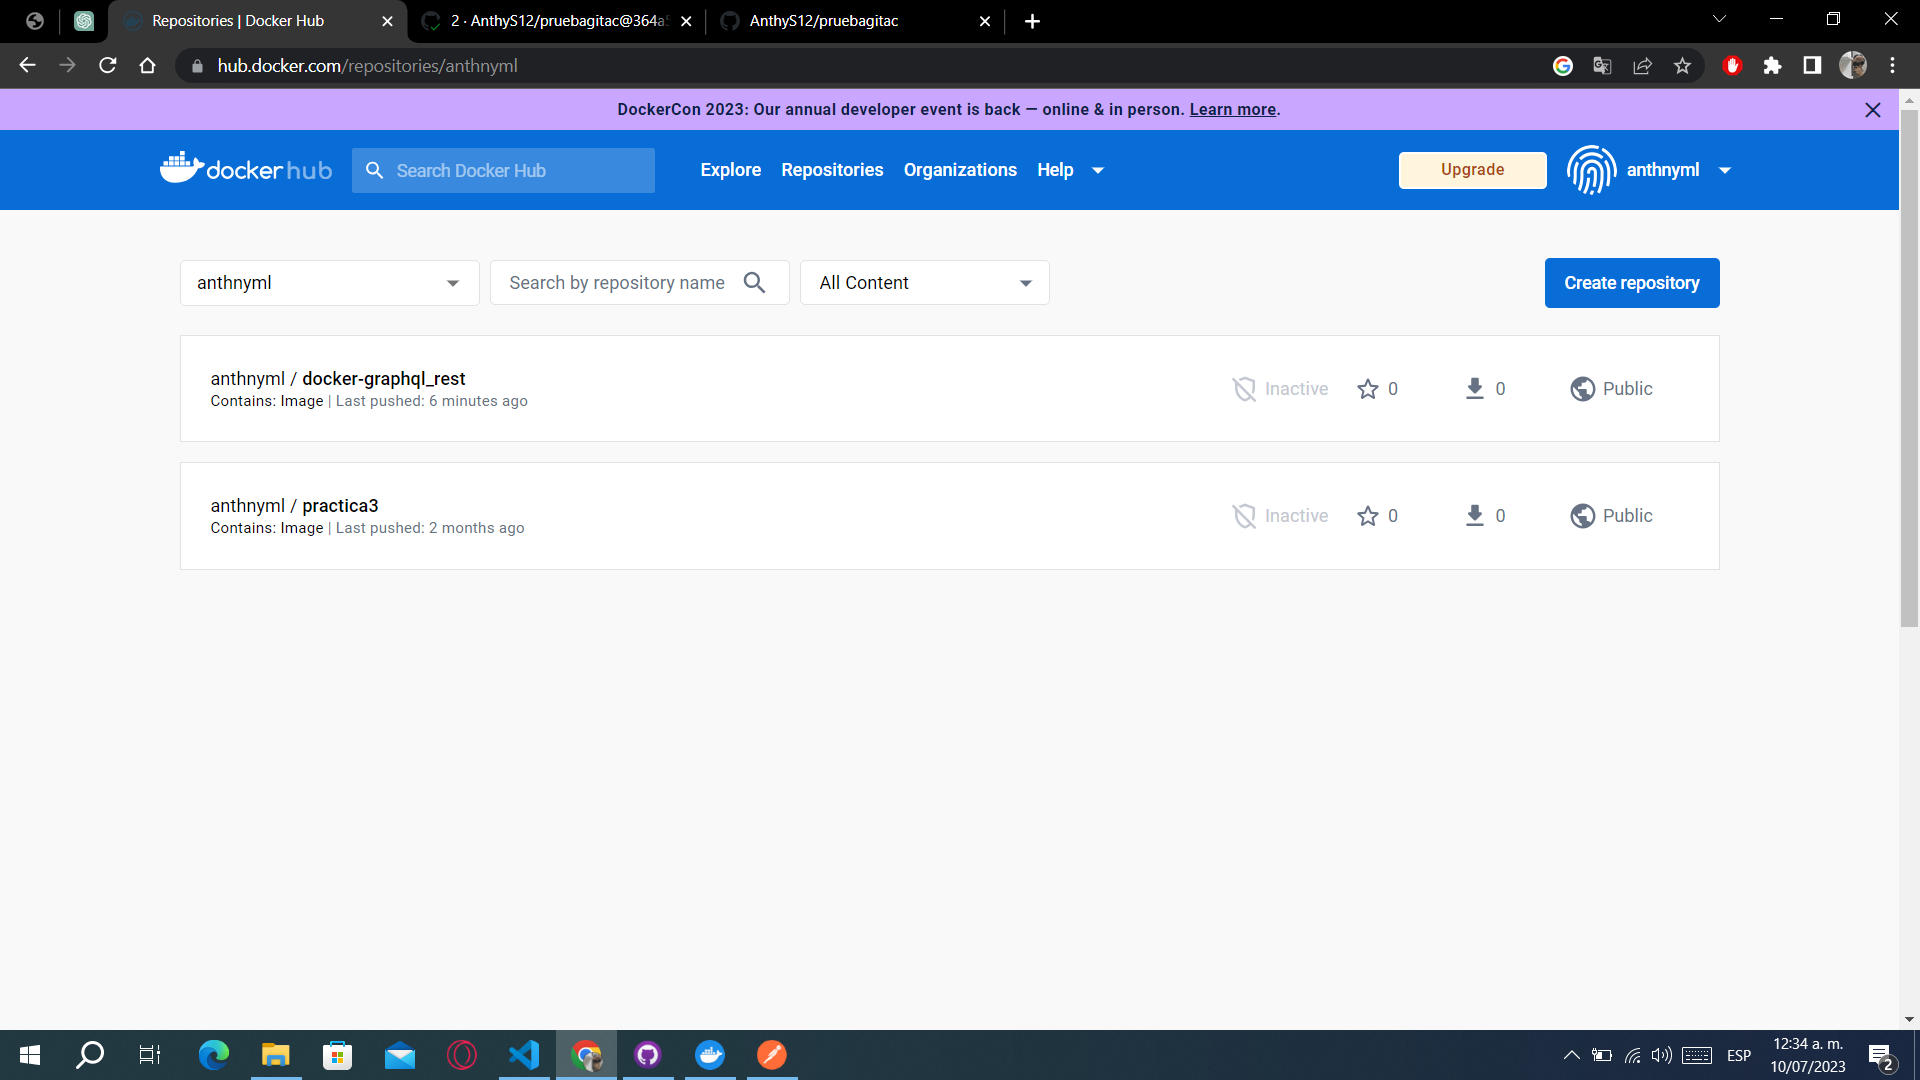 Repositories | Docker Hub
2 · AnthyS12/pruebagitac@364a
AnthyS12/pruebagitac
hub.docker.com/repositories/anthnyml
DockerCon 2023: Our annual developer event is back — online & in person. Learn more.
docker hub
Search Docker Hub
Explore
Repositories
Organizations
Help
Upgrade
anthnyml
anthnyml
Search by repository name
All Content
Create repository
anthnyml / docker-graphql_rest
Contains: Image | Last pushed: 6 minutes ago
Inactive
0
0
Public
anthnyml / practica3
Contains: Image | Last pushed: 2 months ago
Inactive
0
0
Public
ESP
12:34 a. m.
10/07/2023
2